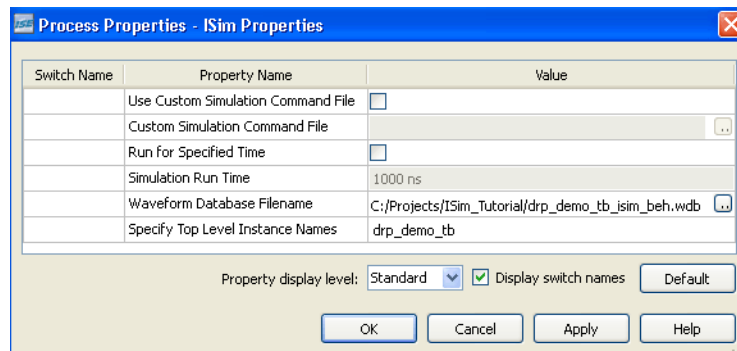 ISE Process Properties - ISim Properties
Switch Name Property Name Value
Use Custom Simulation Command File
Custom Simulation Command File ..
Run for Specified Time
Simulation Run Time 1000 ns
Waveform Database Filename C:/Projects/ISim_Tutorial/drp_demo_tb_isim_beh.wdb ..
Specify Top Level Instance Names drp_demo_tb
Property display level: Standard Display switch names Default
OK Cancel Apply Help